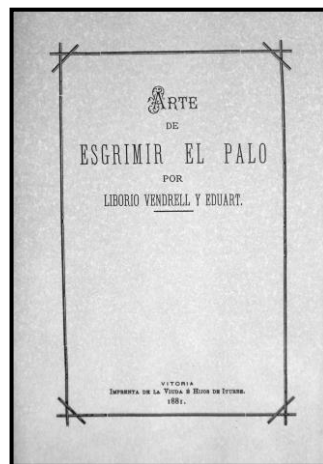 ARTE
DE
ESGRIMIR EL PALO
POR
LIBORIO VENDRELL Y EDUART.
VITORIA
IMPRENTA DE LA VIUDA É HIJOS DE ITURBE.
1881.